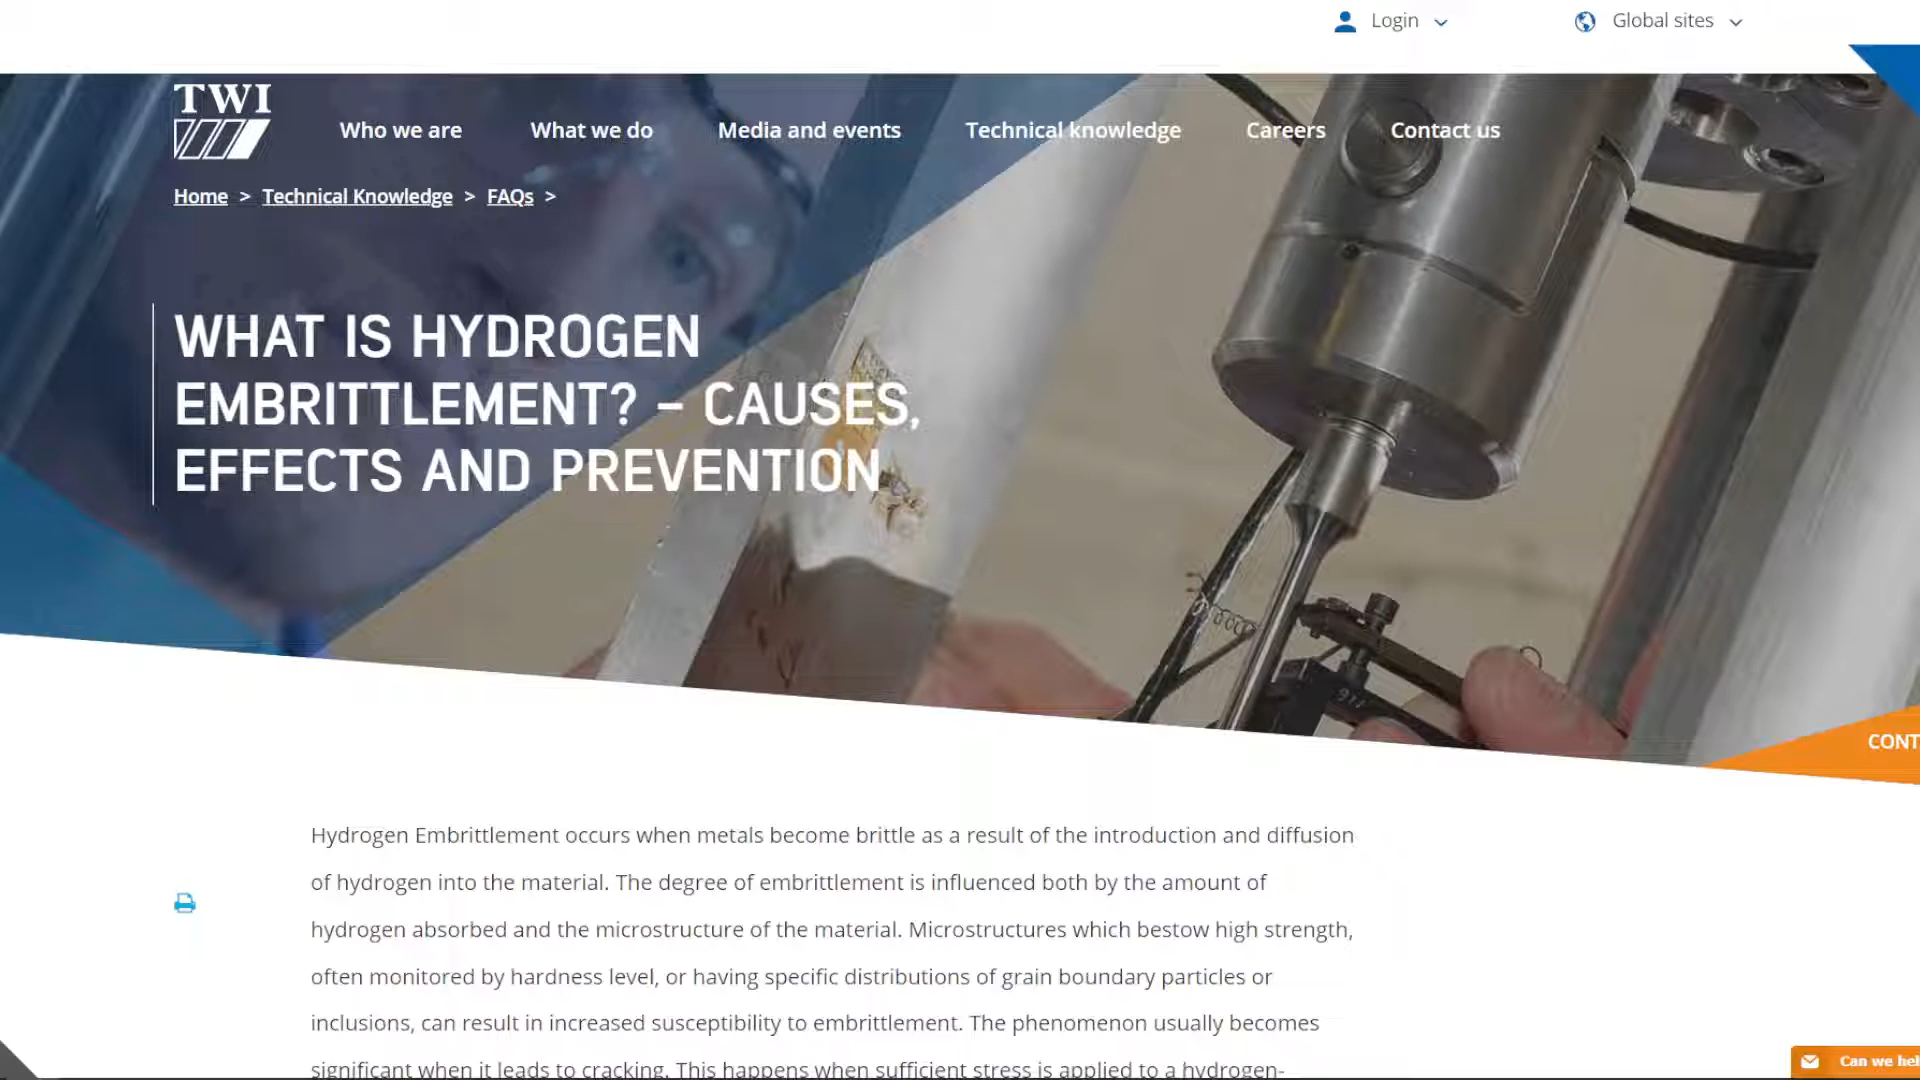 Login
Global sites
TWI
Who we are
What we do
Media and events
Technical knowledge
Careers
Contact us
Home > Technical Knowledge > FAQs >
WHAT IS HYDROGEN
EMBRITTLEMENT? – CAUSES,
EFFECTS AND PREVENTION
911
CONT
Hydrogen Embrittlement occurs when metals become brittle as a result of the introduction and diffusion
of hydrogen into the material. The degree of embrittlement is influenced both by the amount of
hydrogen absorbed and the microstructure of the material. Microstructures which bestow high strength,
often monitored by hardness level, or having specific distributions of grain boundary particles or
inclusions, can result in increased susceptibility to embrittlement. The phenomenon usually becomes
significant when it leads to cracking. This happens when sufficient stress is applied to a hydrogen-
Can we hel